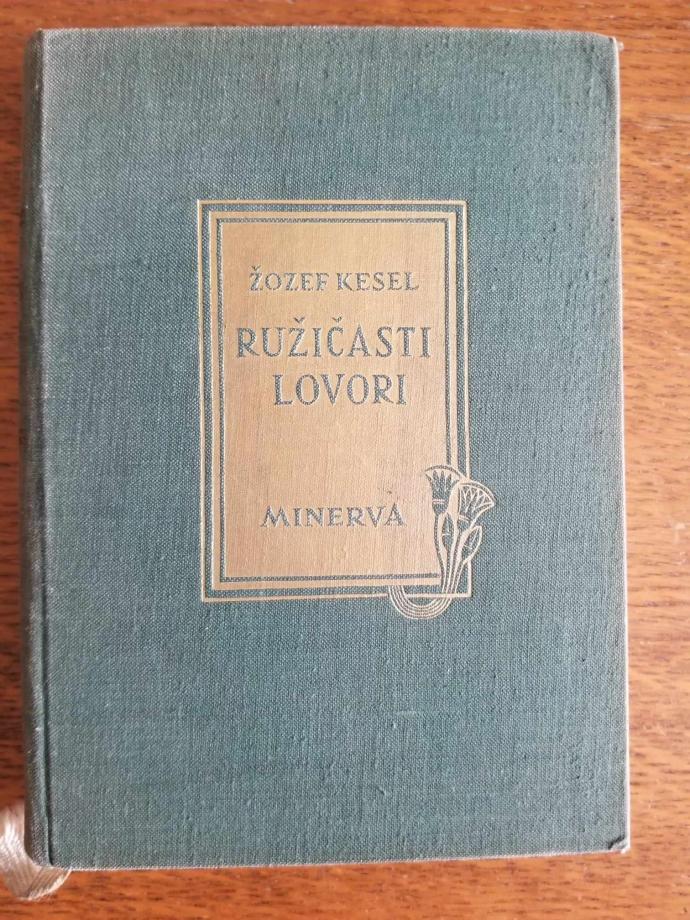 ŽOZEF KESEL
RUŽIČASTI
LOVORI
MINERVA